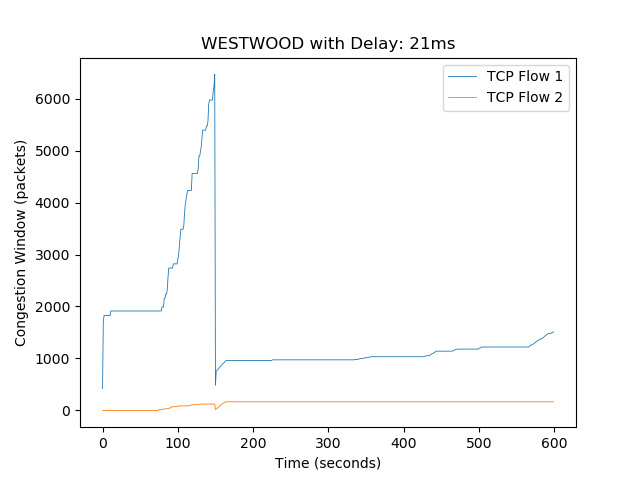 WESTWOOD with Delay: 21ms
TCP Flow 1
TCP Flow 2
Congestion Window (packets)
6000
5000
4000
3000
2000
1000
0
0 100 200 300 400 500 600
Time (seconds)